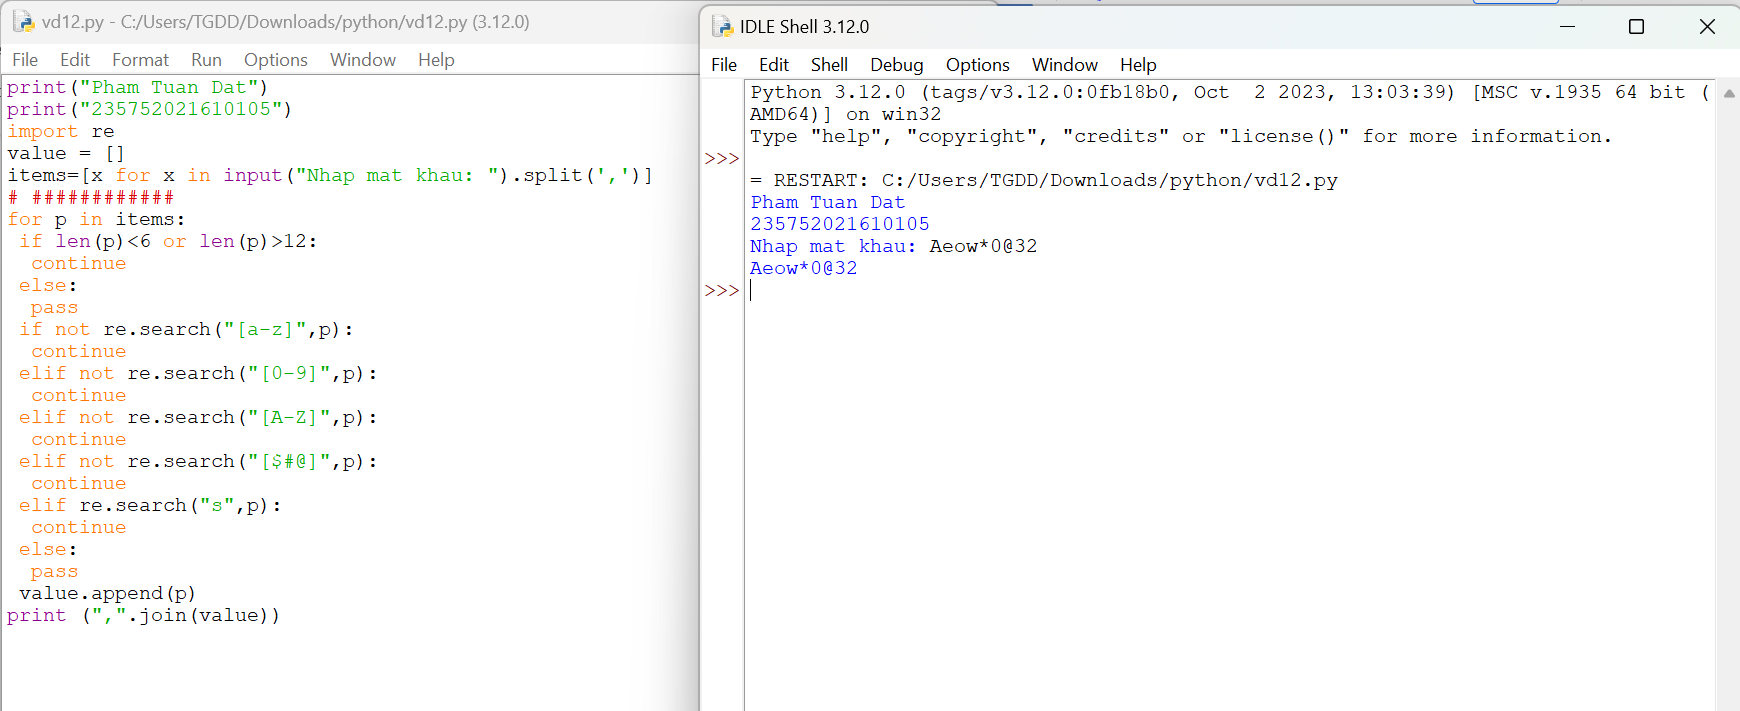 vd12.py - C:/Users/TGDD/Downloads/python/vd12.py (3.12.0)
File Edit Format Run Options Window Help
print("Pham Tuan Dat")
print("235752021610105")
import re
value = []
items=[x for x in input("Nhap mat khau: ").split(',')]
# ############
for p in items:
 if len(p)<6 or len(p)>12:
  continue
 else:
  pass
 if not re.search("[a-z]",p):
  continue
 elif not re.search("[0-9]",p):
  continue
 elif not re.search("[A-Z]",p):
  continue
 elif not re.search("[$#@]",p):
  continue
 elif re.search("s",p):
  continue
 else:
  pass
 value.append(p)
print (",".join(value))
IDLE Shell 3.12.0
File Edit Shell Debug Options Window Help
Python 3.12.0 (tags/v3.12.0:0fb18b0, Oct  2 2023, 13:03:39) [MSC v.1935 64 bit (
AMD64)] on win32
Type "help", "copyright", "credits" or "license()" for more information.
>>>
= RESTART: C:/Users/TGDD/Downloads/python/vd12.py
Pham Tuan Dat
235752021610105
Nhap mat khau: Aeow*0@32
Aeow*0@32
>>>